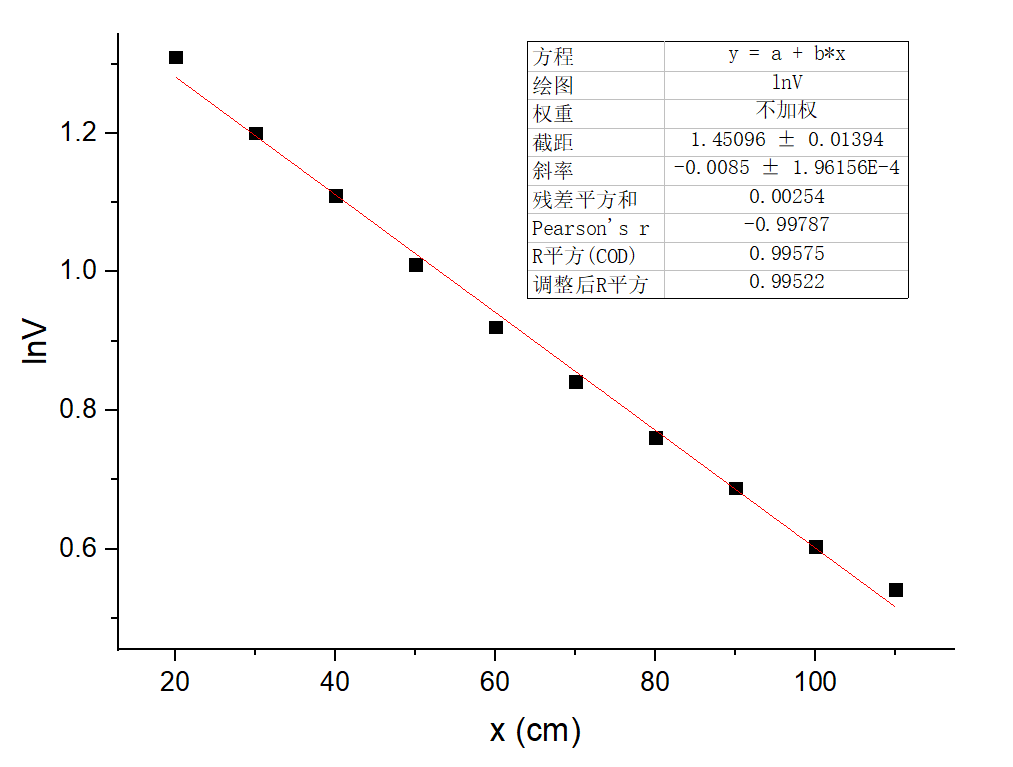 方程 y = a + b*x
绘图 lnV
权重 不加权
截距 1.45096 ± 0.01394
斜率 -0.0085 ± 1.96156E-4
残差平方和 0.00254
Pearson's r -0.99787
R平方(COD) 0.99575
调整后R平方 0.99522
1.2
1.0
0.8
0.6
lnV
20 40 60 80 100
x (cm)